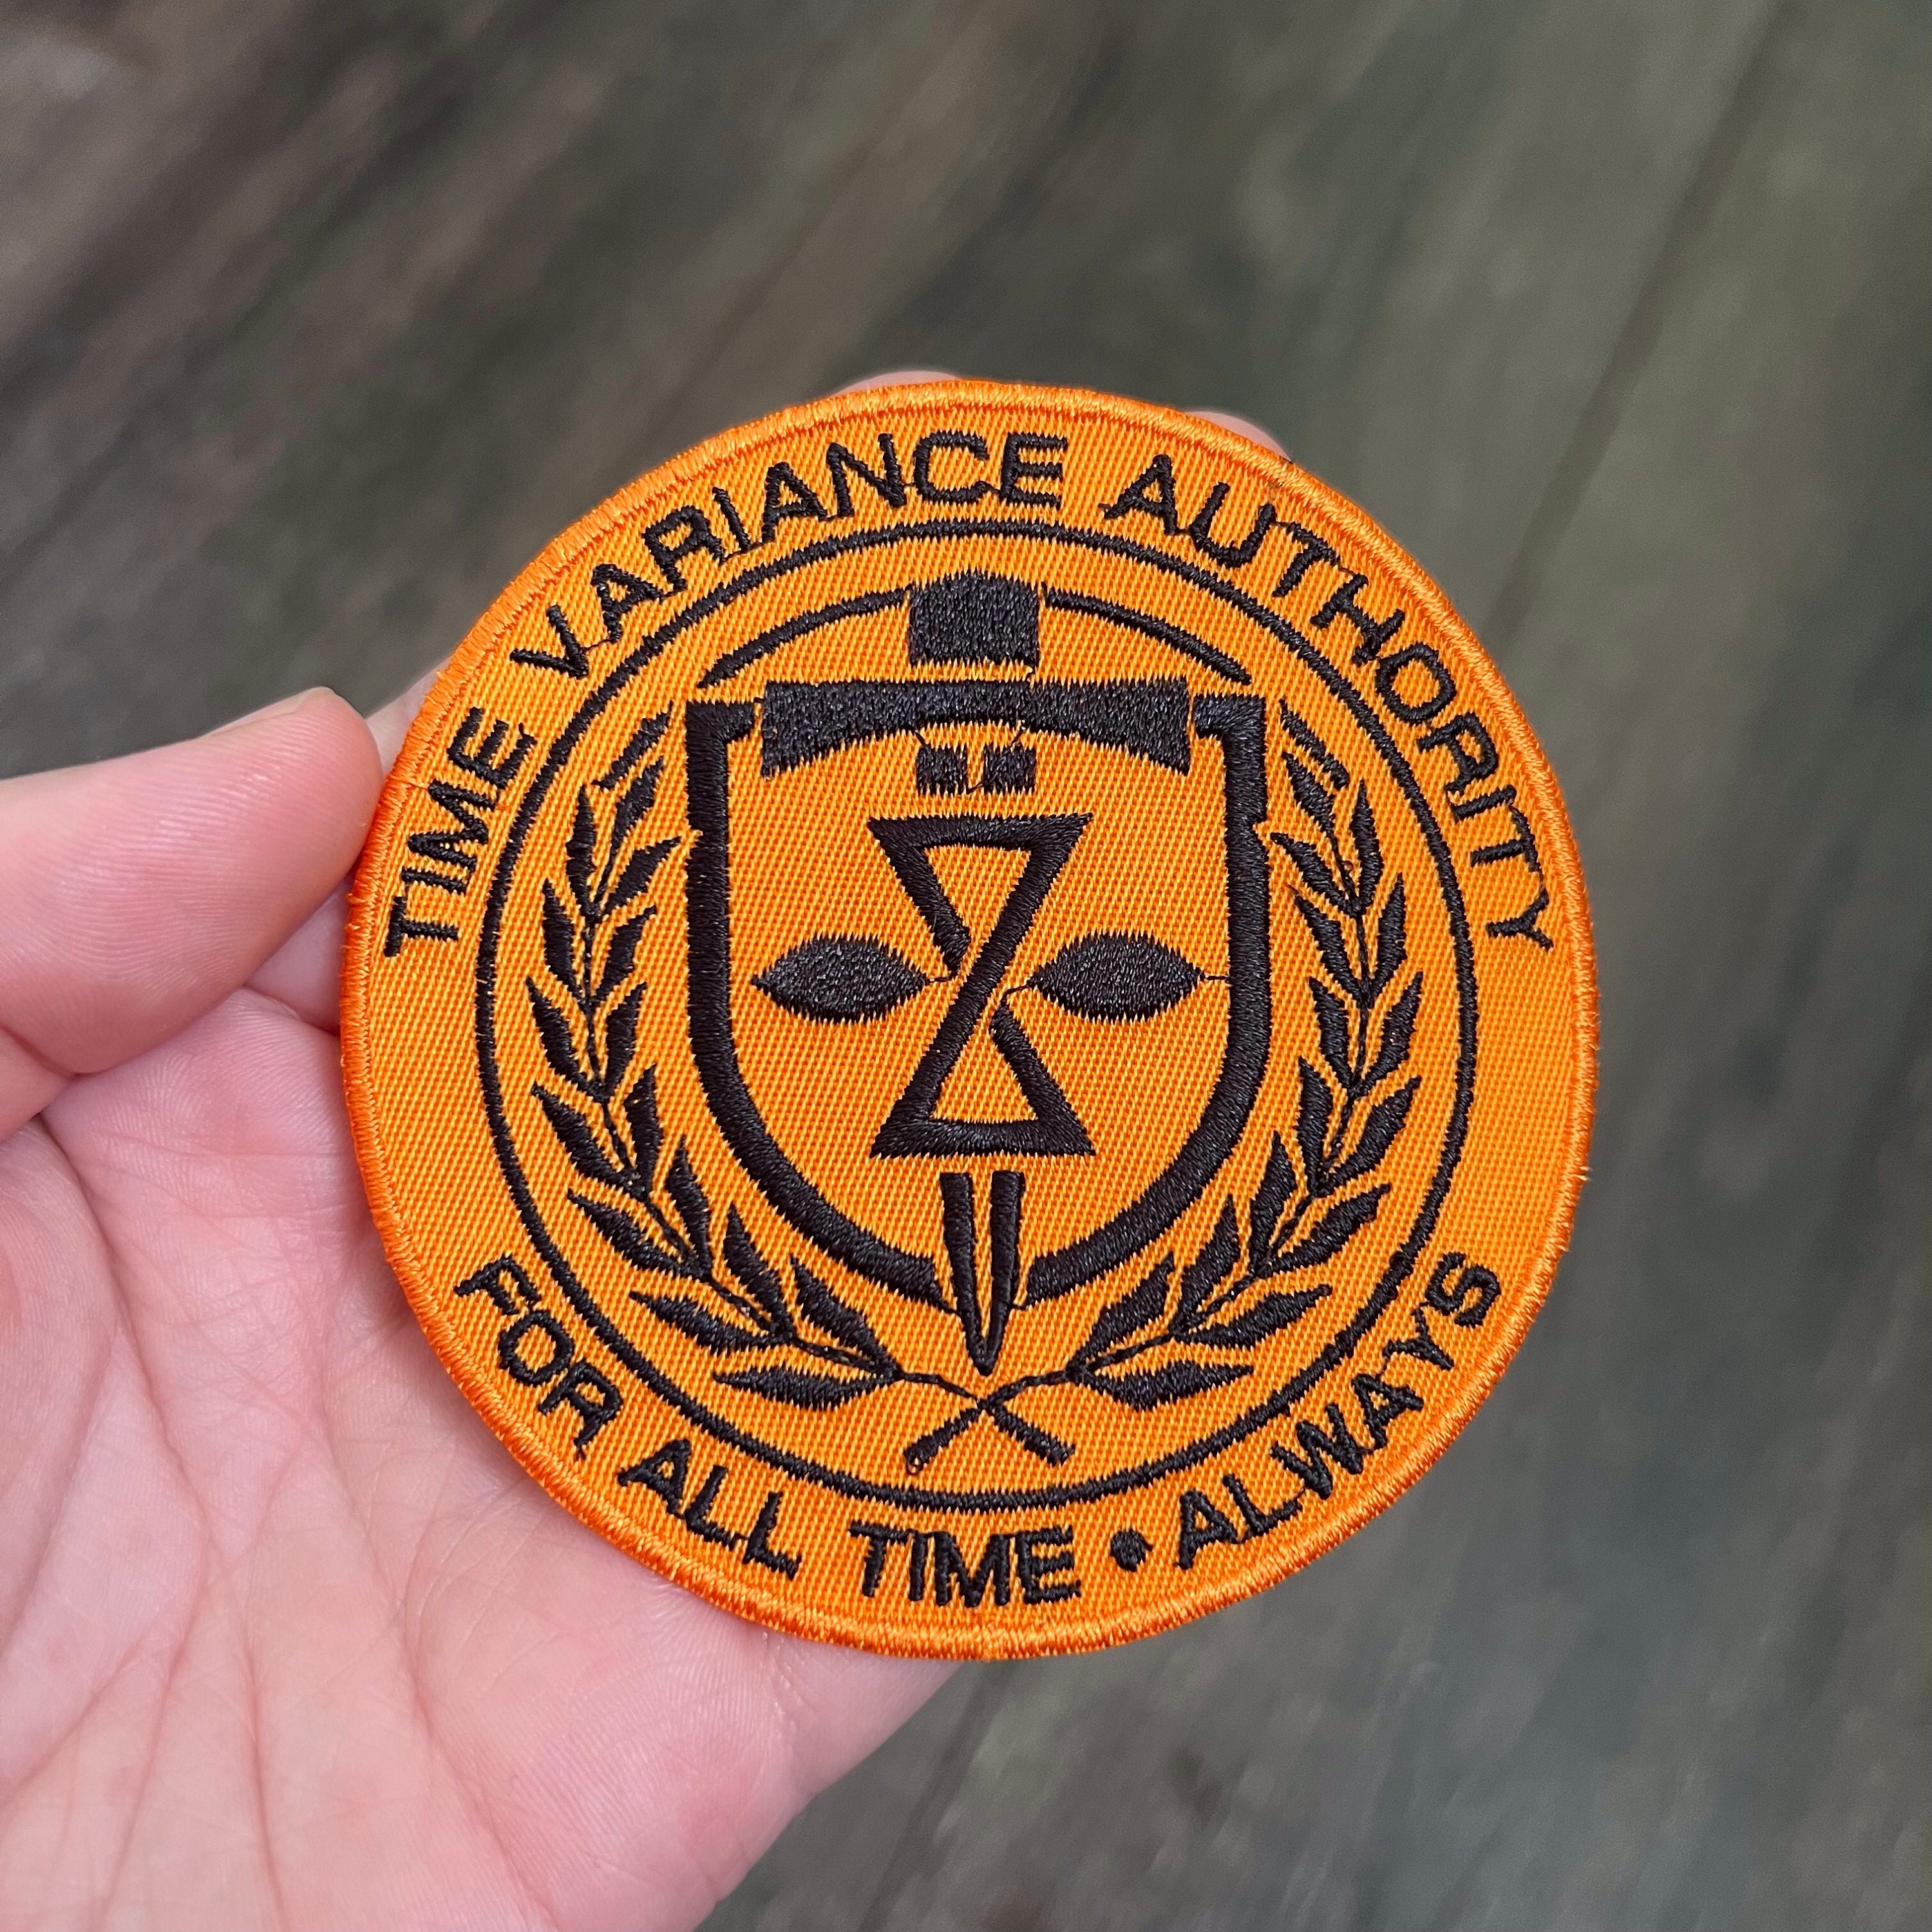 TIME VARIANCE AUTHORITY
FOR ALL TIME • ALWAYS